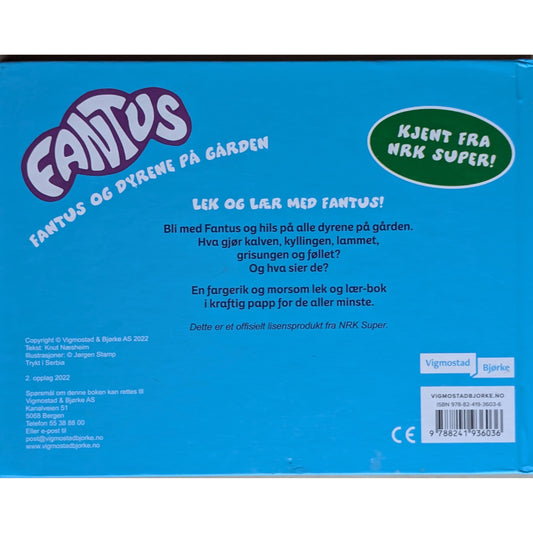 FANTUS
FANTUS OG DYRENE PÅ GÅRDEN
KJENT FRA
NRK SUPER!
LEK OG LÆR MED FANTUS!
Bli med Fantus og hils på alle dyrene på gården.
Hva gjør kalven, kyllingen, lammet,
grisungen og føllet?
Og hva sier de?
En fargerik og morsom lek og lær-bok
i kraftig papp for de aller minste.
Dette er et offisielt lisensprodukt fra NRK Super.
Copyright © Vigmostad & Bjørke AS 2022
Tekst: Knut Næsheim
Illustrasjoner: © Jørgen Stamp
Trykt i Serbia
2. opplag 2022
Spørsmål om denne boken kan rettes til
Vigmostad & Bjørke AS
Kanalveien 51
5068 Bergen
Telefon 55 38 88 00
Eller e-post til
post@vigmostadbjorke.no
www.vigmostadbjorke.no
Vigmostad
Bjørke
VIGMOSTADBJORKE.NO
ISBN 978-82-419-3603-6
CE
9 788241 936036